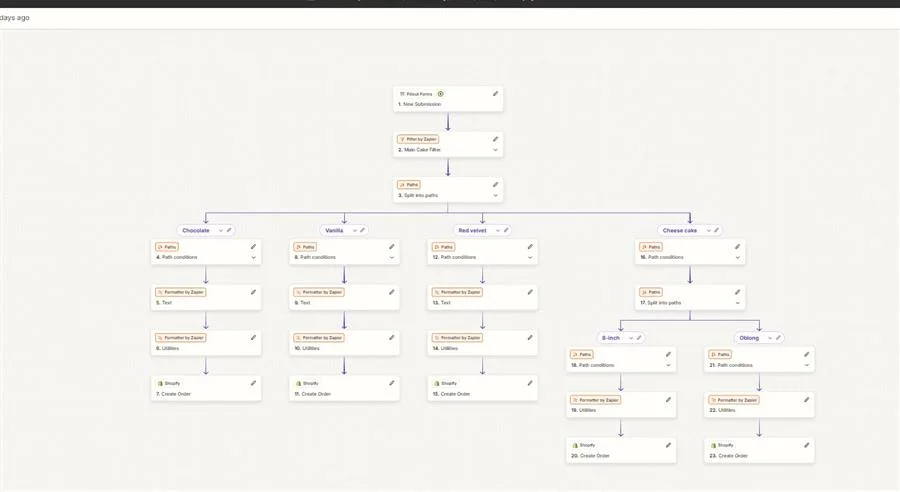 days ago
Fillout Forms
1. New Submission
Filter by Zapier
2. Main Cake Filter
Paths
3. Split into paths
Chocolate
Vanilla
Red velvet
Cheese cake
Paths
4. Path conditions
Paths
8. Path conditions
Paths
12. Path conditions
Paths
16. Path conditions
Formatter by Zapier
5. Text
Formatter by Zapier
9. Text
Formatter by Zapier
13. Text
Paths
17. Split into paths
Formatter by Zapier
6. Utilities
Formatter by Zapier
10. Utilities
Formatter by Zapier
14. Utilities
8-inch
Oblong
Paths
18. Path conditions
Paths
21. Path conditions
Shopify
7. Create Order
Shopify
11. Create Order
Shopify
15. Create Order
Formatter by Zapier
19. Utilities
Formatter by Zapier
22. Utilities
Shopify
20. Create Order
Shopify
23. Create Order